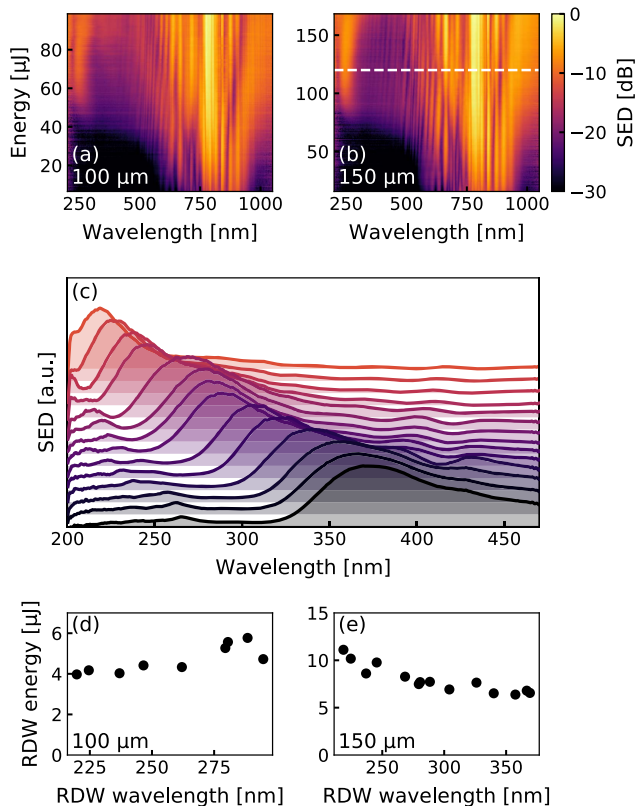 0
80
60
40
20
Energy [μJ]
(a)
100 μm
250 500 750 1000
Wavelength [nm]
150
100
50
(b)
150 μm
250 500 750 1000
Wavelength [nm]
0
−10
−20
−30
SED [dB]
(c)
SED [a.u.]
200 250 300 350 400 450
Wavelength [nm]
6
4
2
0
RDW energy [μJ]
(d)
100 μm
225 250 275
RDW wavelength [nm]
15
10
5
0
(e)
150 μm
250 300 350
RDW wavelength [nm]